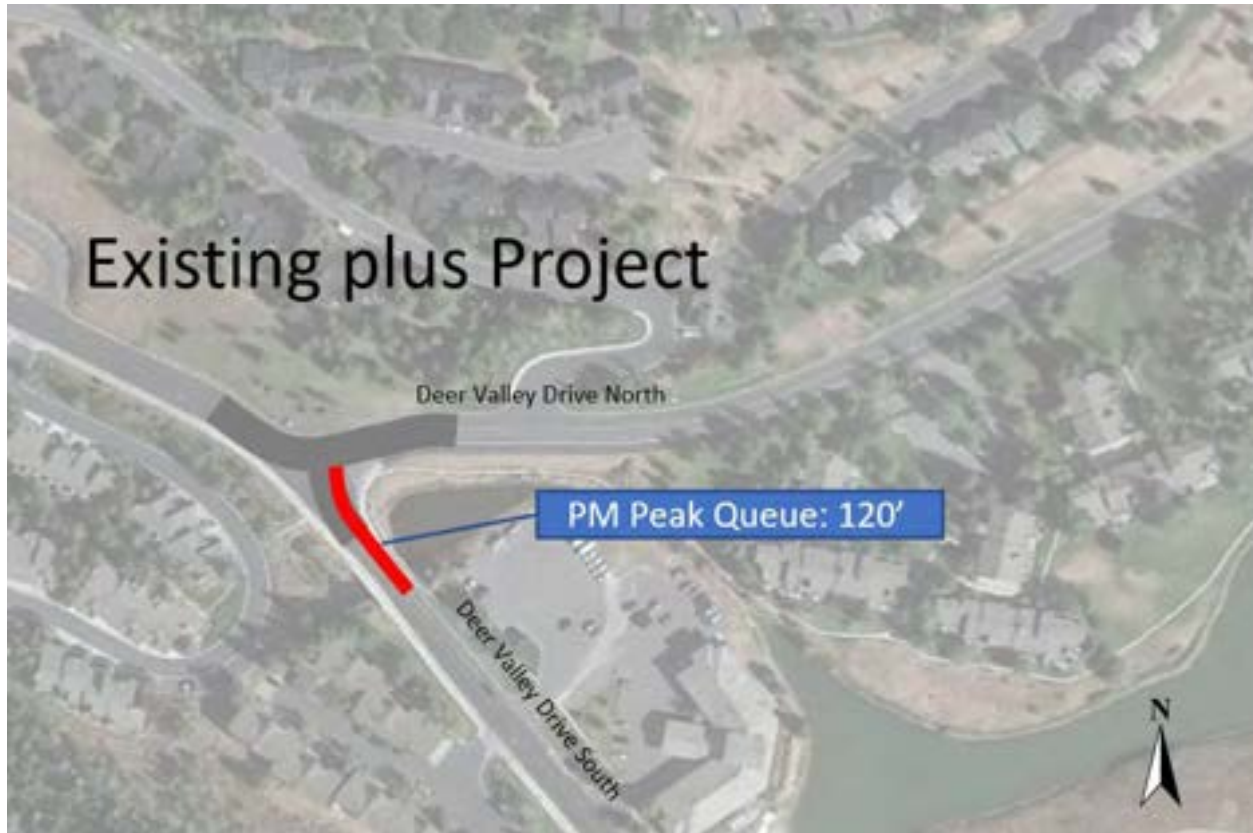 Existing plus Project
Deer Valley Drive North
PM Peak Queue: 120’
Deer Valley Drive South
N